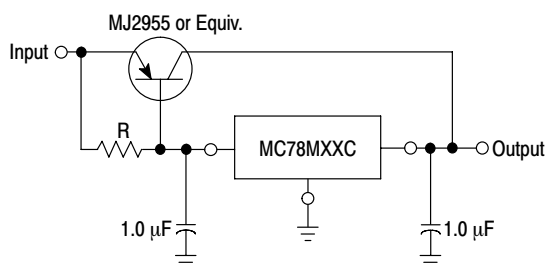 MJ2955 or Equiv.
Input
R
MC78MXXC
Output
1.0 μF
1.0 μF